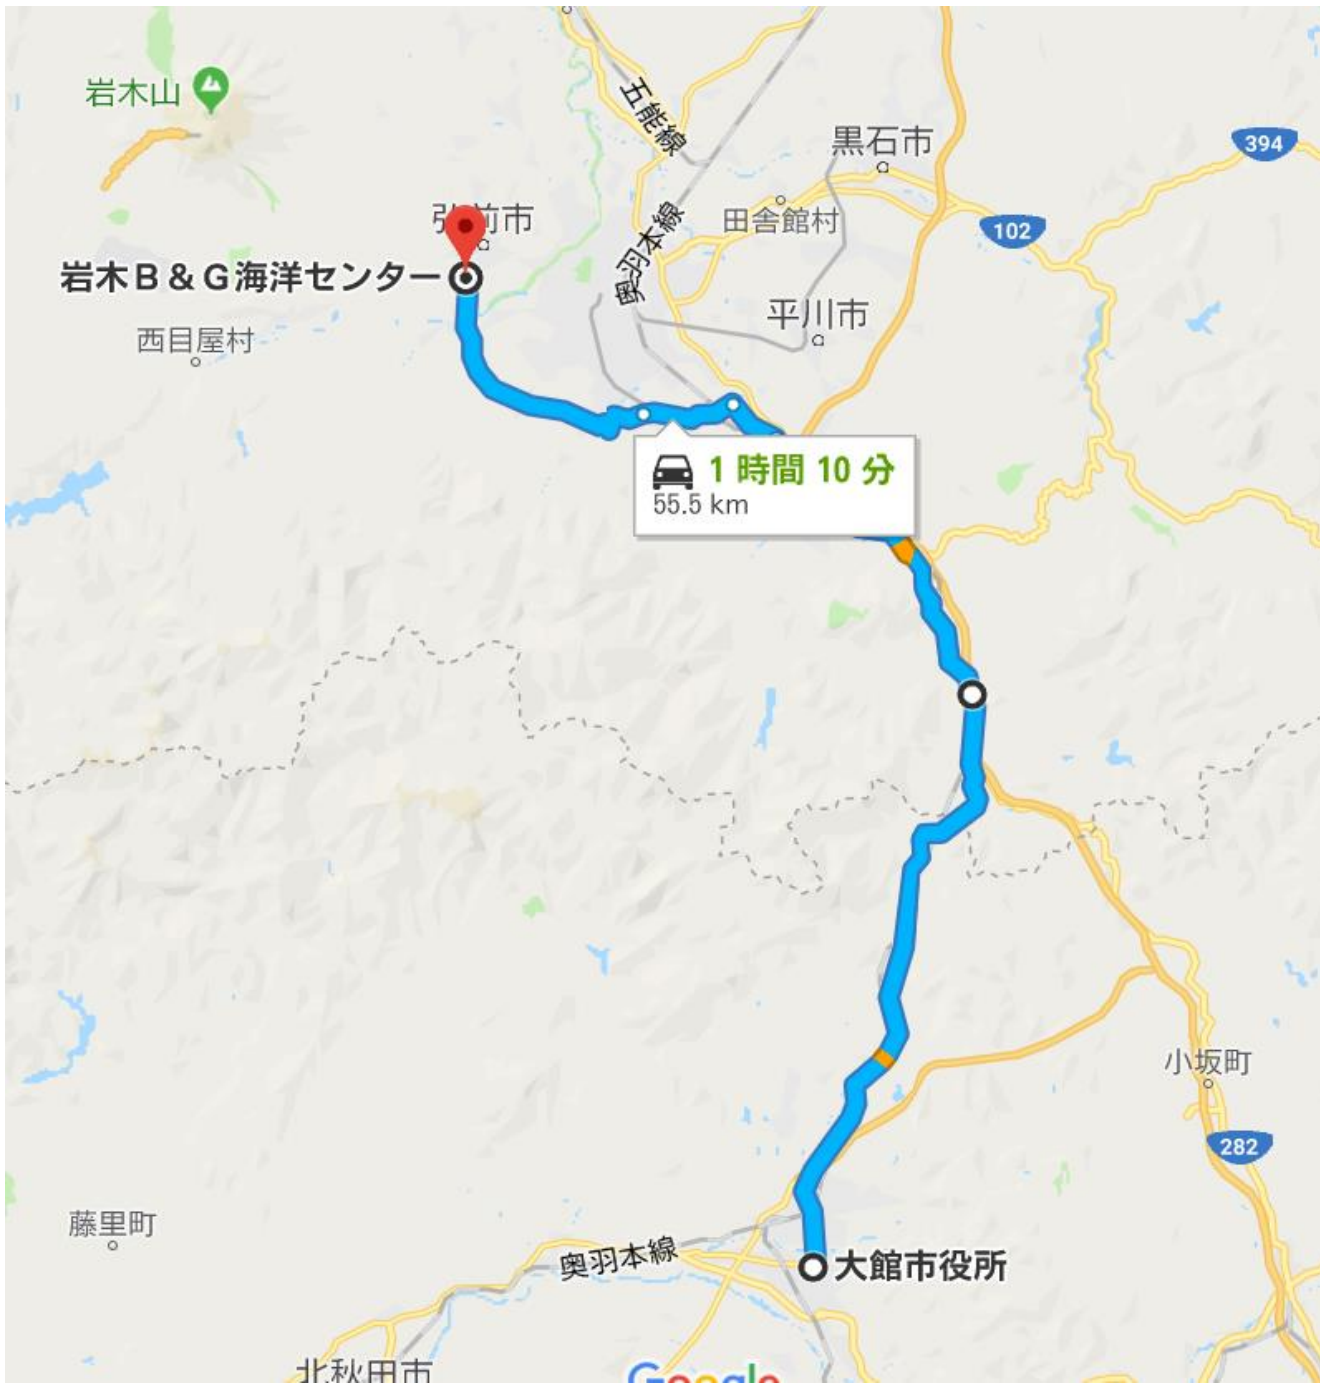 岩木山
五能線
黒石市
394
弘前市
田舎館村
奥羽本線
102
岩木B&G海洋センター
西目屋村
平川市
1 時間 10 分
55.5 km
小坂町
282
藤里町
奥羽本線
大館市役所
北秋田市
Google